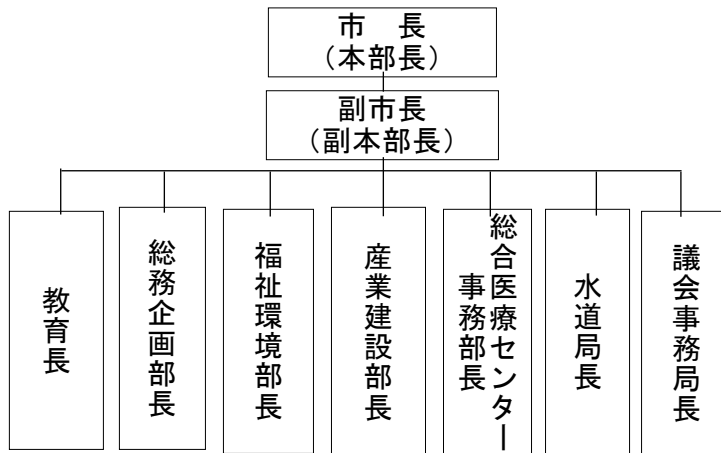 市　長
（本部長）
副市長
（副本部長）
教育長
総務企画部長
福祉環境部長
産業建設部長
総合医療センター
事務部長
水道局長
議会事務局長